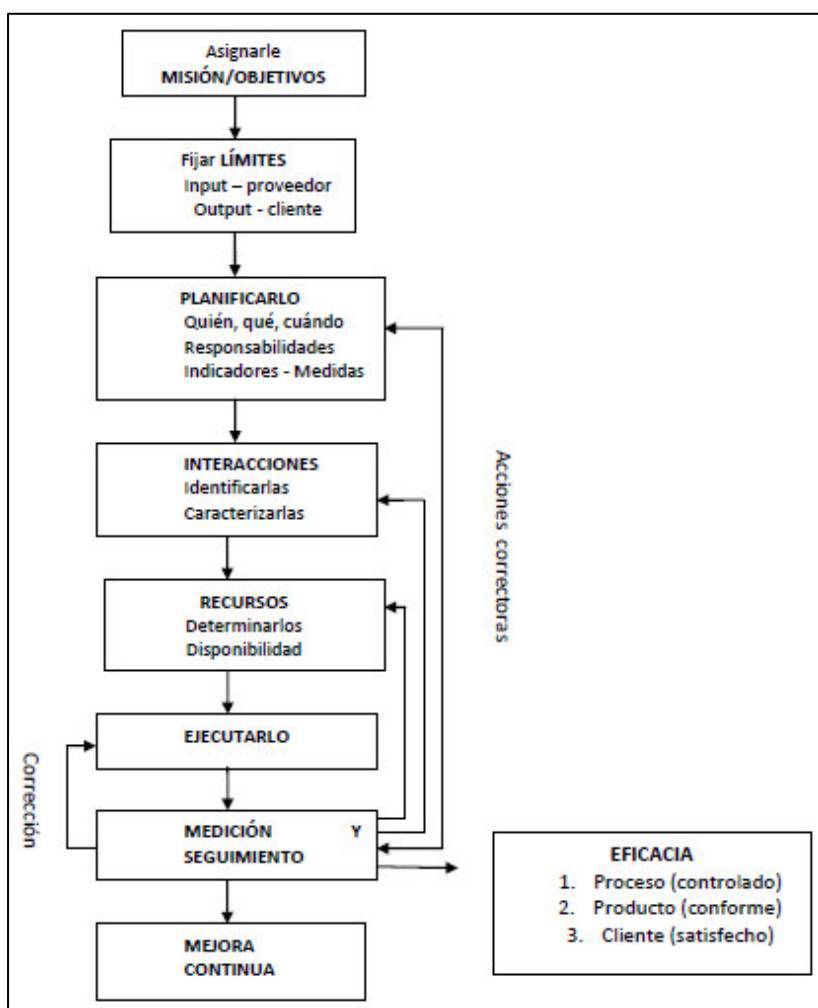 Asignarle
MISIÓN/OBJETIVOS
Fijar LÍMITES
Input – proveedor
Output - cliente
PLANIFICARLO
Quién, qué, cuándo
Responsabilidades
Indicadores - Medidas
INTERACCIONES
Identificarlas
Caracterizarlas
Acciones correctoras
RECURSOS
Determinarlos
Disponibilidad
EJECUTARLO
Corrección
MEDICIÓN Y
SEGUIMIENTO
EFICACIA
1. Proceso (controlado)
2. Producto (conforme)
3. Cliente (satisfecho)
MEJORA
CONTINUA